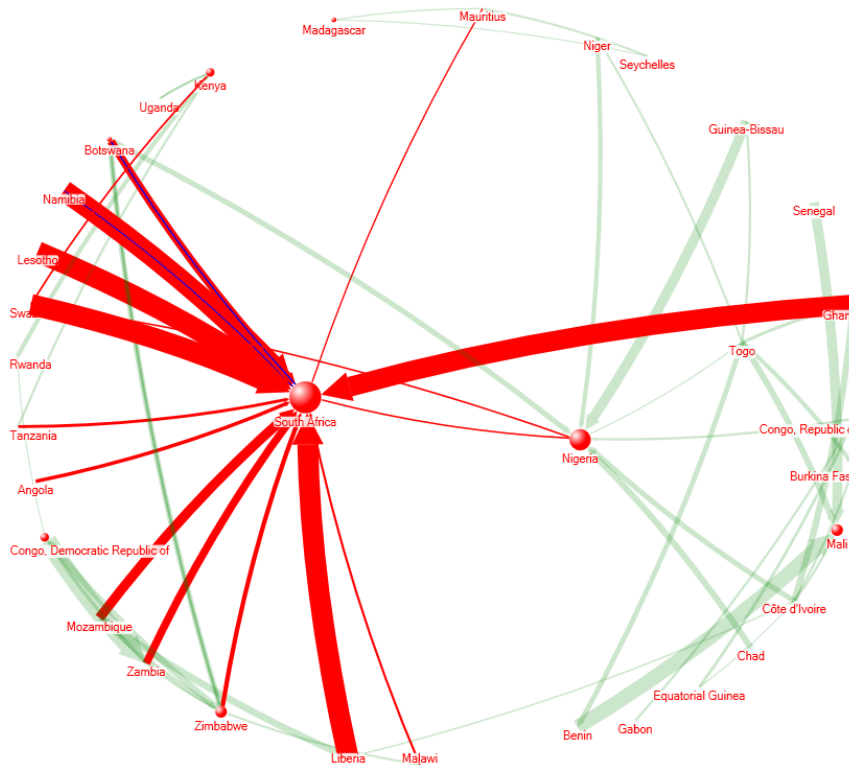 Mauritius
Madagascar
Niger
Seychelles
Kenya
Uganda
Guinea-Bissau
Botswana
Namibia
Senegal
Lesotho
Swa
Ghan
Togo
Rwanda
South Africa
Congo, Republic o
Tanzania
Nigeria
Burkina Fas
Angola
Mali
Congo, Democratic Republic of
Côte d'Ivoire
Mozambique
Chad
Zambia
Equatorial Guinea
Zimbabwe
Gabon
Benin
Liberia
Malawi